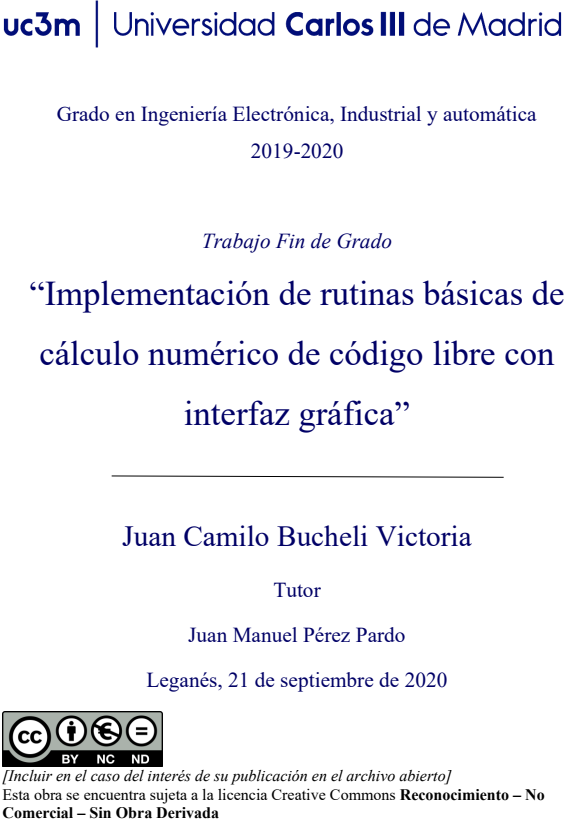 uc3m | Universidad Carlos III de Madrid
Grado en Ingeniería Electrónica, Industrial y automática
2019-2020
Trabajo Fin de Grado
“Implementación de rutinas básicas de
cálculo numérico de código libre con
interfaz gráfica”
Juan Camilo Bucheli Victoria
Tutor
Juan Manuel Pérez Pardo
Leganés, 21 de septiembre de 2020
cc BY NC ND
[Incluir en el caso del interés de su publicación en el archivo abierto]
Esta obra se encuentra sujeta a la licencia Creative Commons Reconocimiento – No
Comercial – Sin Obra Derivada